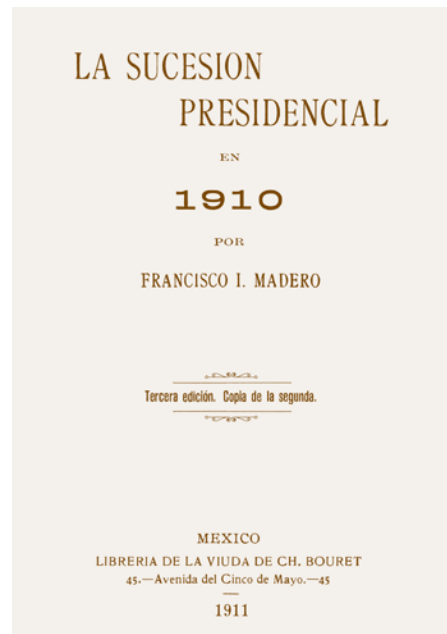 LA SUCESION
PRESIDENCIAL
EN
1910
POR
FRANCISCO I. MADERO
Tercera edición. Copia de la segunda.
MEXICO
LIBRERIA DE LA VIUDA DE CH. BOURET
45.—Avenida del Cinco de Mayo.—45
1911